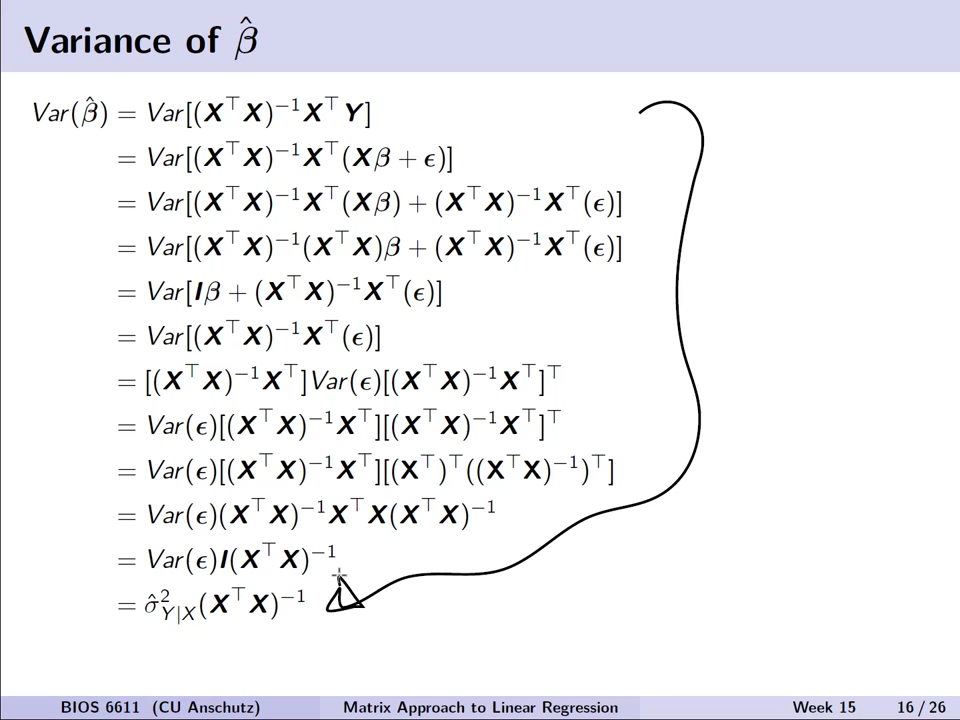 Variance of β̂
Var(β̂) = Var[(X⊤X)⁻¹X⊤Y]
= Var[(X⊤X)⁻¹X⊤(Xβ + ϵ)]
= Var[(X⊤X)⁻¹X⊤(Xβ) + (X⊤X)⁻¹X⊤(ϵ)]
= Var[(X⊤X)⁻¹(X⊤X)β + (X⊤X)⁻¹X⊤(ϵ)]
= Var[Iβ + (X⊤X)⁻¹X⊤(ϵ)]
= Var[(X⊤X)⁻¹X⊤(ϵ)]
= [(X⊤X)⁻¹X⊤]Var(ϵ)[(X⊤X)⁻¹X⊤]⊤
= Var(ϵ)[(X⊤X)⁻¹X⊤][(X⊤X)⁻¹X⊤]⊤
= Var(ϵ)[(X⊤X)⁻¹X⊤][(X⊤)⊤((X⊤X)⁻¹)⊤]
= Var(ϵ)(X⊤X)⁻¹X⊤X(X⊤X)⁻¹
= Var(ϵ)I(X⊤X)⁻¹
= σ̂²_{Y|X}(X⊤X)⁻¹
BIOS 6611 (CU Anschutz) Matrix Approach to Linear Regression Week 15 16 / 26